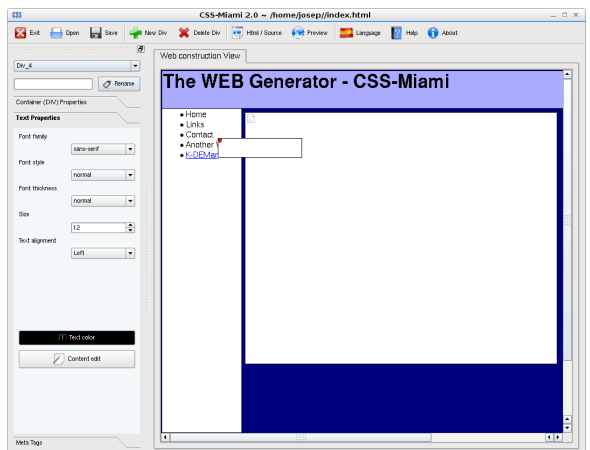 CSS
CSS-Miami 2.0 ~ /home/josep//index.html
Exit Open Save New Div Delete Div Html / Source Preview Language Help About
Web construction View
Div_4
Rename
Container (DIV) Properties
Text Properties
Font family
sans-serif
Font style
normal
Font thickness
normal
Size
12
Text alignment
Left
Text color
Content edit
Meta Tags
The WEB Generator - CSS-Miami
Home
Links
Contact
Another
K-DEMar